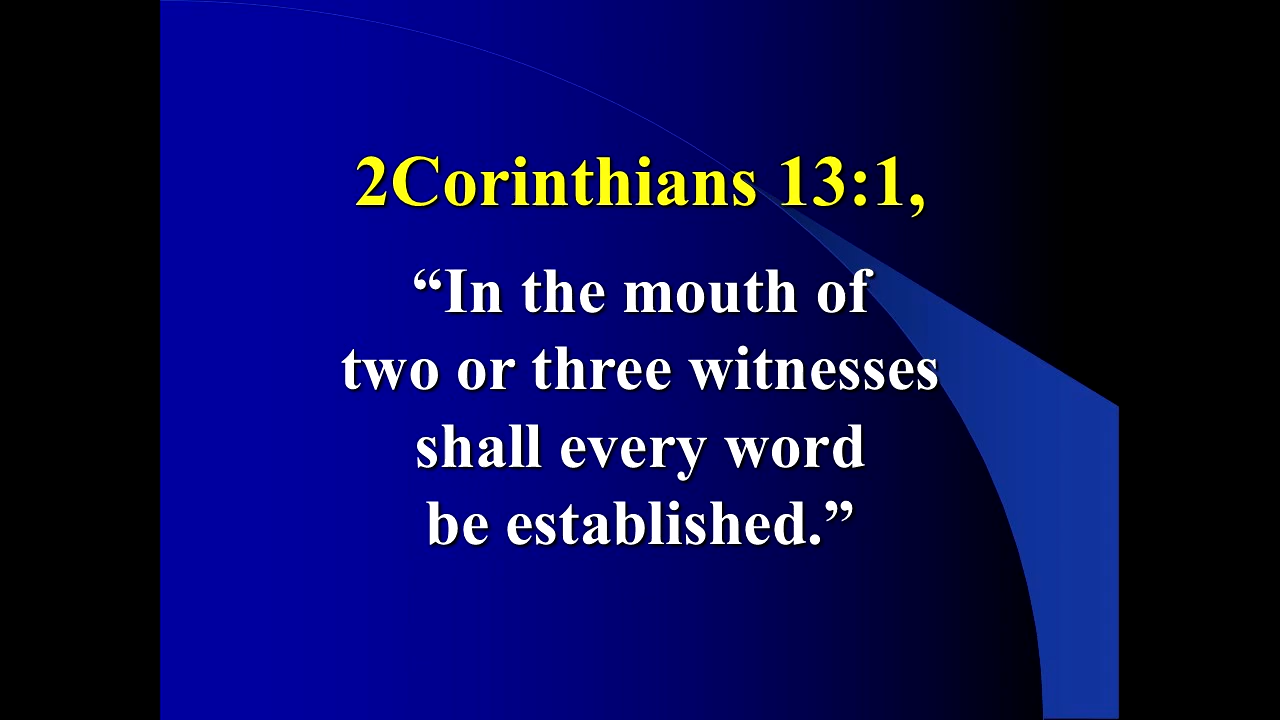 2Corinthians 13:1,
“In the mouth of
two or three witnesses
shall every word
be established.”